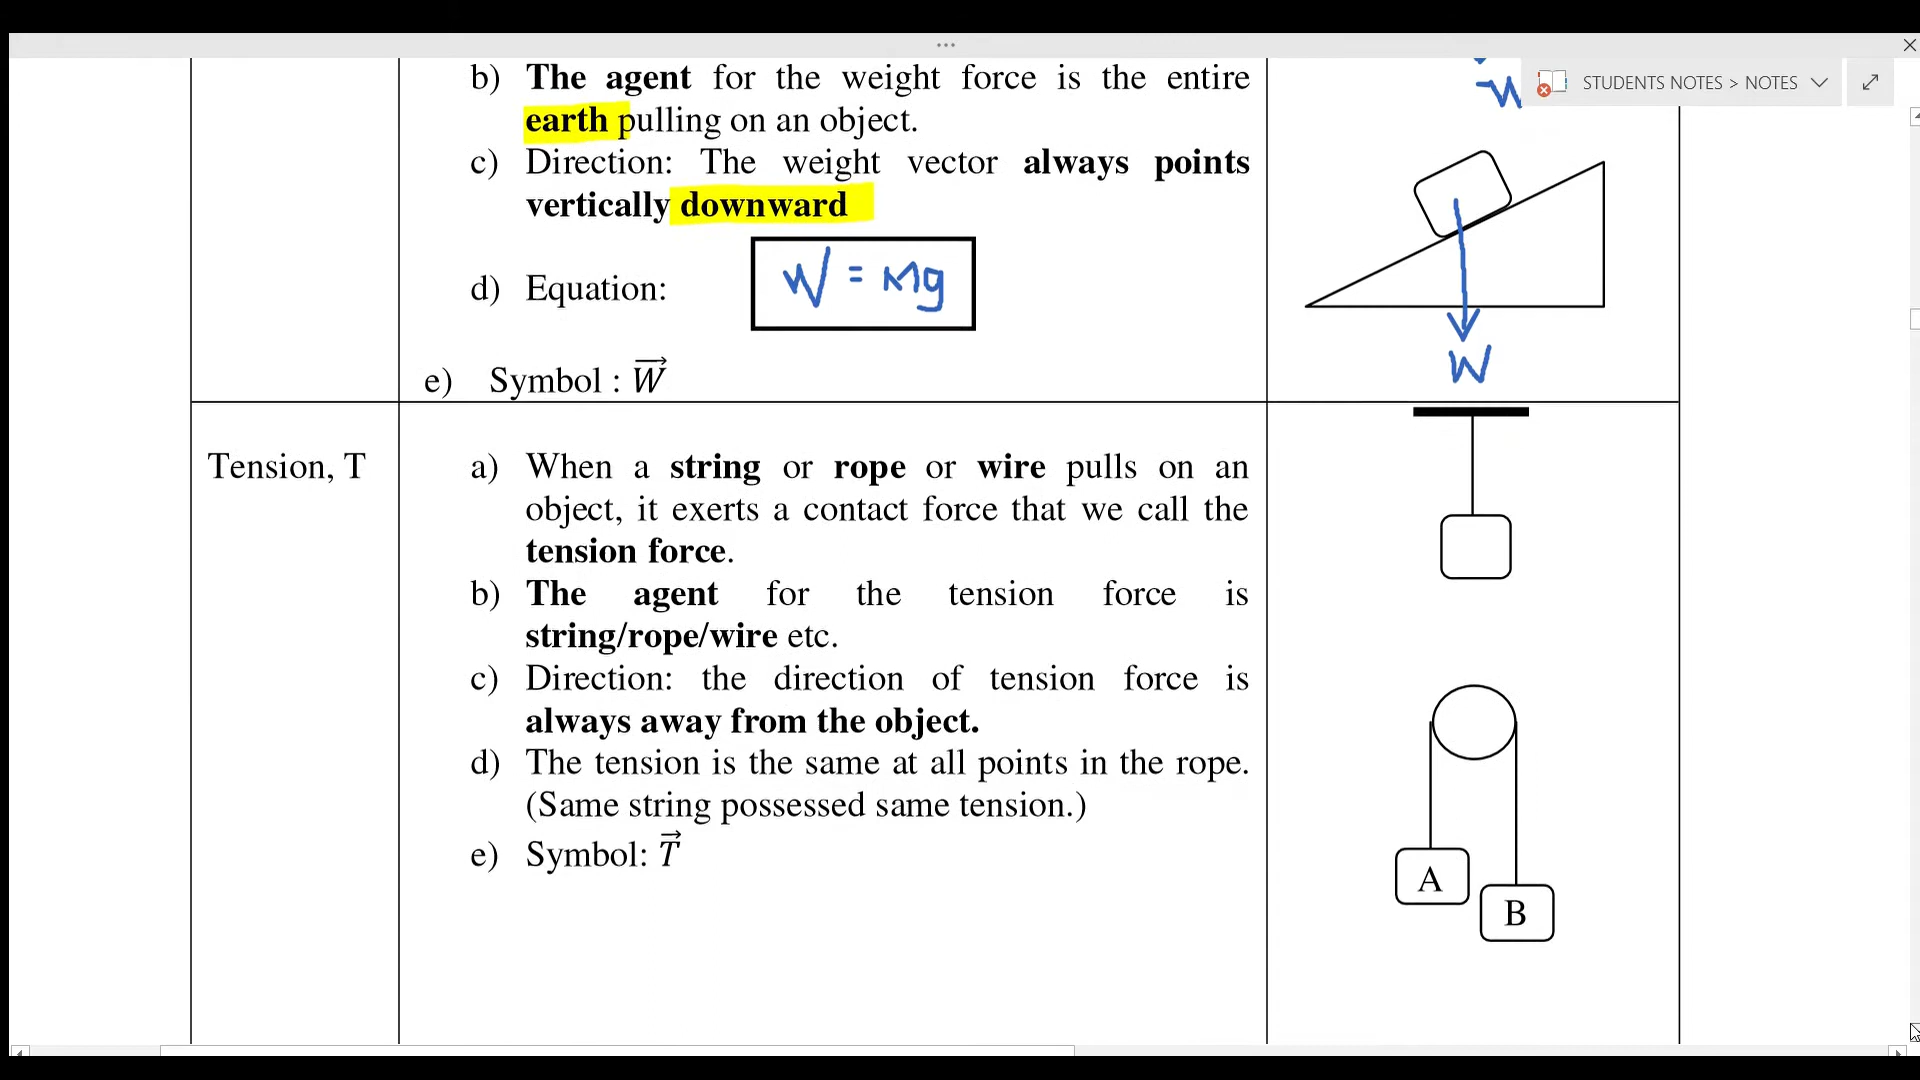 STUDENTS NOTES > NOTES
b) The agent for the weight force is the entire
earth pulling on an object.
c) Direction: The weight vector always points
vertically downward
d) Equation:
W = mg
e) Symbol : W⃗
W
W
Tension, T
a) When a string or rope or wire pulls on an
object, it exerts a contact force that we call the
tension force.
b) The agent for the tension force is
string/rope/wire etc.
c) Direction: the direction of tension force is
always away from the object.
d) The tension is the same at all points in the rope.
(Same string possessed same tension.)
e) Symbol: T⃗
A
B